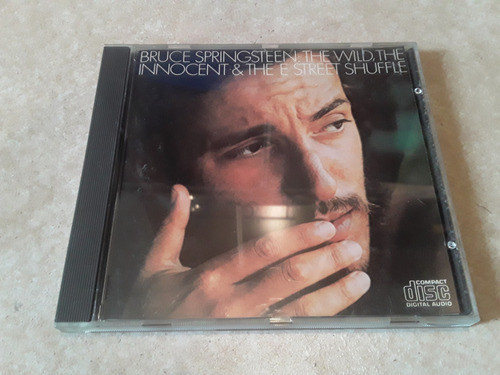 BRUCE SPRINGSTEEN THE WILD, THE
INNOCENT & THE E STREET SHUFFLE
COMPACT
disc
DIGITAL AUDIO